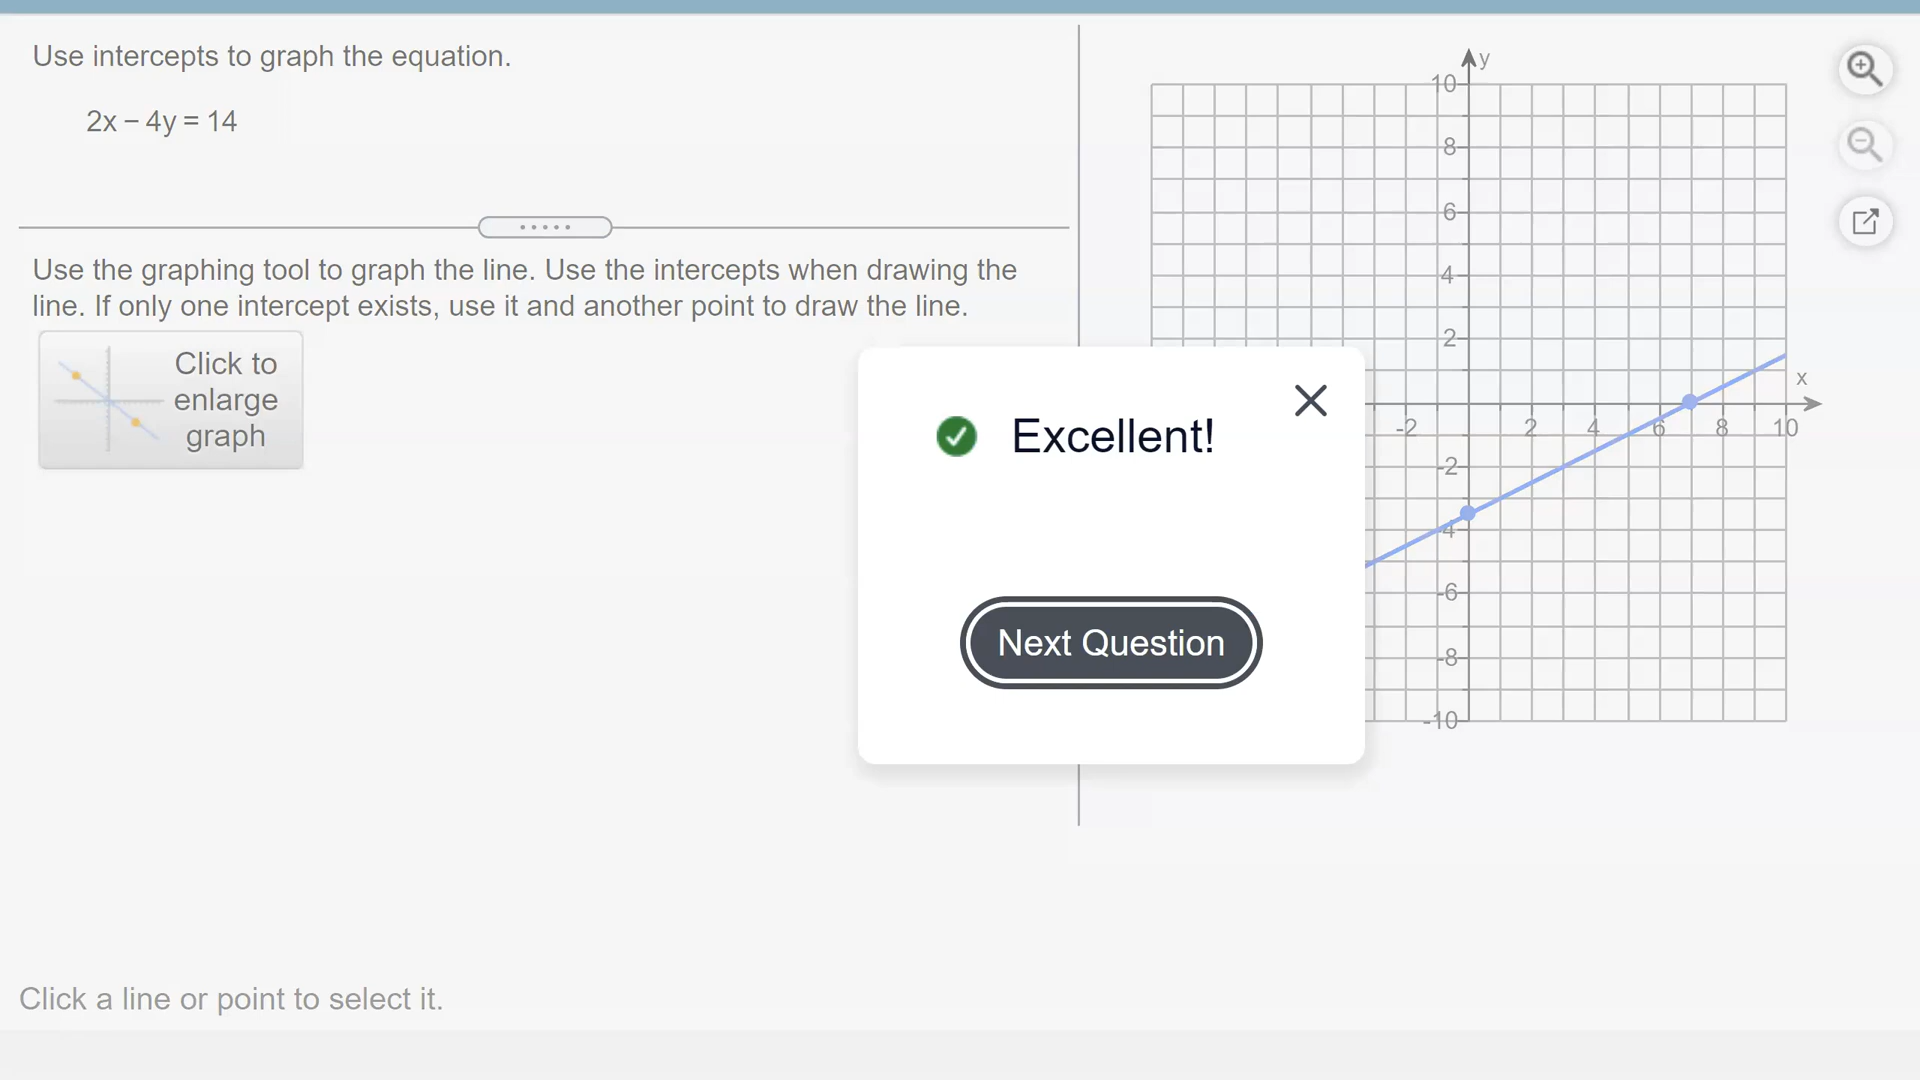 Use intercepts to graph the equation.
2x − 4y = 14
Use the graphing tool to graph the line. Use the intercepts when drawing the
line. If only one intercept exists, use it and another point to draw the line.
Click to
enlarge
graph
Click a line or point to select it.
y
10
8
6
4
2
x
-2
2
4
6
8
10
-2
-4
-6
-8
-10
Excellent!
Next Question